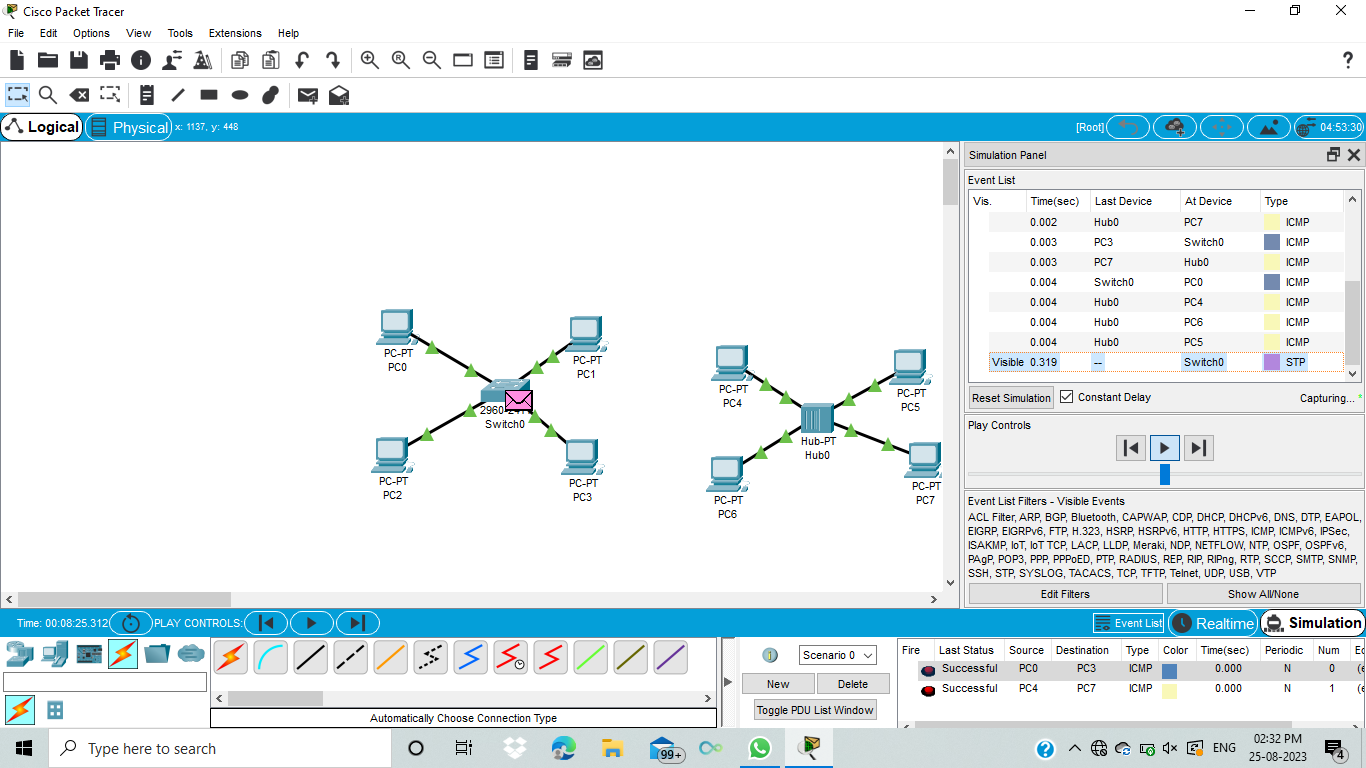 Cisco Packet Tracer
File Edit Options View Tools Extensions Help
Logical
Physical
x: 1137, y: 448
[Root]
04:53:30
Simulation Panel
Event List
Vis. Time(sec) Last Device At Device Type
0.002 Hub0 PC7 ICMP
0.003 PC3 Switch0 ICMP
0.003 PC7 Hub0 ICMP
0.004 Switch0 PC0 ICMP
0.004 Hub0 PC4 ICMP
0.004 Hub0 PC6 ICMP
0.004 Hub0 PC5 ICMP
Visible 0.319 -- Switch0 STP
Reset Simulation
Constant Delay
Capturing... *
Play Controls
Event List Filters - Visible Events
ACL Filter, ARP, BGP, Bluetooth, CAPWAP, CDP, DHCP, DHCPv6, DNS, DTP, EAPOL,
EIGRP, EIGRPv6, FTP, H.323, HSRP, HSRPv6, HTTP, HTTPS, ICMP, ICMPv6, IPSec,
ISAKMP, IoT, IoT TCP, LACP, LLDP, Meraki, NDP, NETFLOW, NTP, OSPF, OSPFv6,
PAgP, POP3, PPP, PPPoED, PTP, RADIUS, REP, RIP, RIPng, RTP, SCCP, SMTP, SNMP,
SSH, STP, SYSLOG, TACACS, TCP, TFTP, Telnet, UDP, USB, VTP
Edit Filters
Show All/None
PC-PT
PC0
PC-PT
PC1
Switch0
PC-PT
PC2
PC-PT
PC3
PC-PT
PC4
PC-PT
PC5
Hub-PT
Hub0
PC-PT
PC6
PC-PT
PC7
Time: 00:08:25.312
PLAY CONTROLS:
Event List
Realtime
Simulation
Automatically Choose Connection Type
Scenario 0
New
Delete
Toggle PDU List Window
Fire Last Status Source Destination Type Color Time(sec) Periodic Num
Successful PC0 PC3 ICMP 0.000 N 0
Successful PC4 PC7 ICMP 0.000 N 1
Type here to search
99+
ENG
02:32 PM
25-08-2023
4